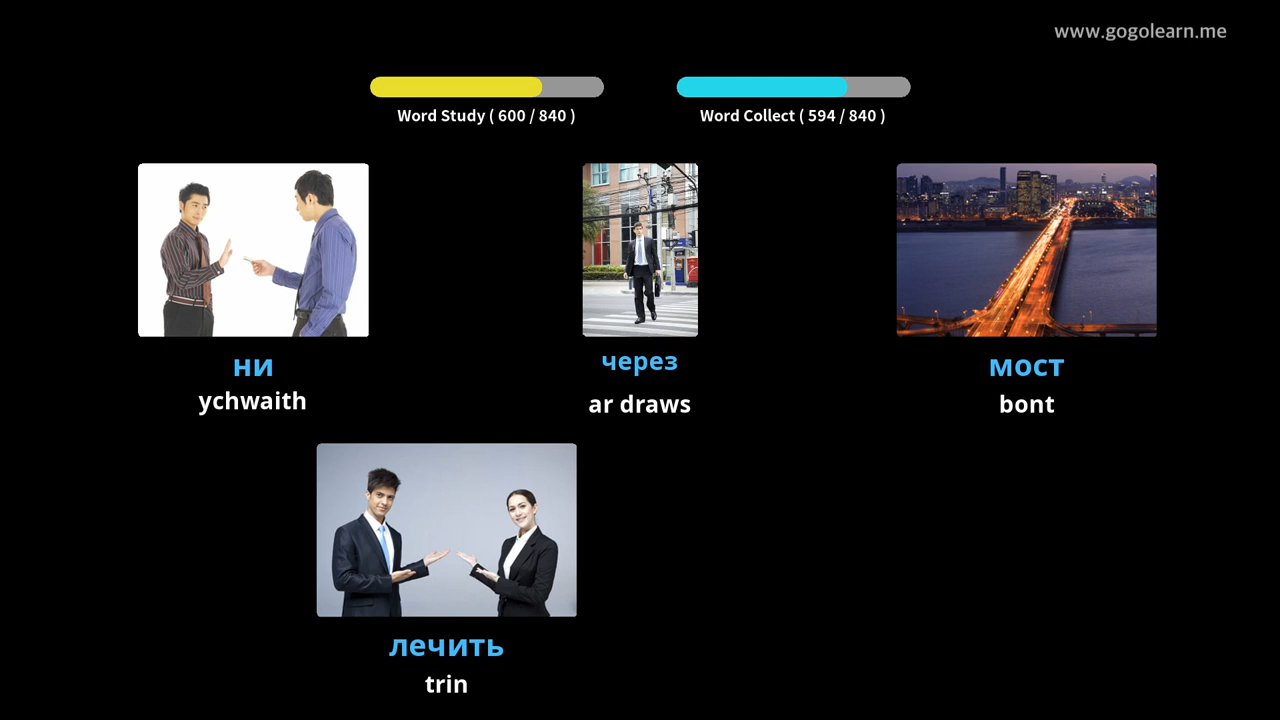 www.gogolearn.me
Word Study ( 600 / 840 )
Word Collect ( 594 / 840 )
ни
ychwaith
через
ar draws
мост
bont
лечить
trin